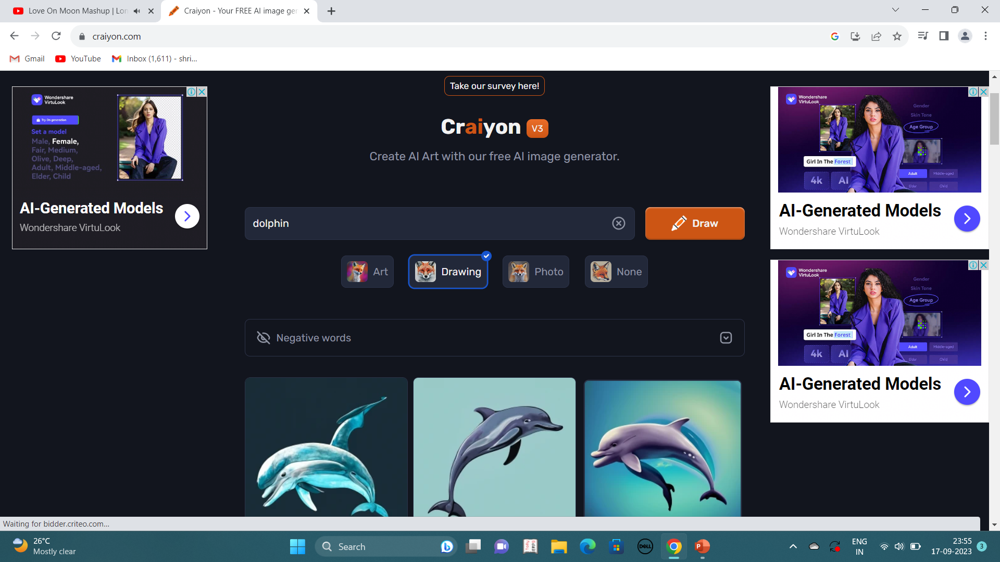 Love On Moon Mashup | Lon
Craiyon - Your FREE AI image gen
craiyon.com
Gmail
YouTube
Inbox (1,611) - shri...
Take our survey here!
Craiyon V3
Create AI Art with our free AI image generator.
dolphin
Draw
Art
Drawing
Photo
None
Negative words
Wondershare
VirtuLook
Try On generation
Set a model
Male, Female,
Fair, Medium,
Olive, Deep,
Adult, Middle-aged,
Elder, Child
AI-Generated Models
Wondershare VirtuLook
Wondershare
VirtuLook
Gender
Skin Tone
Age Group
Girl In The Forest
4k
AI
Adult
Middle-aged
Elder
Child
AI-Generated Models
Wondershare VirtuLook
Wondershare
VirtuLook
Gender
Skin Tone
Age Group
Girl In The Forest
4k
AI
Adult
Middle-aged
Elder
Child
AI-Generated Models
Wondershare VirtuLook
Waiting for bidder.criteo.com...
26°C
Mostly clear
Search
Tally
ERP9
DELL
P
ENG
IN
23:55
17-09-2023
3